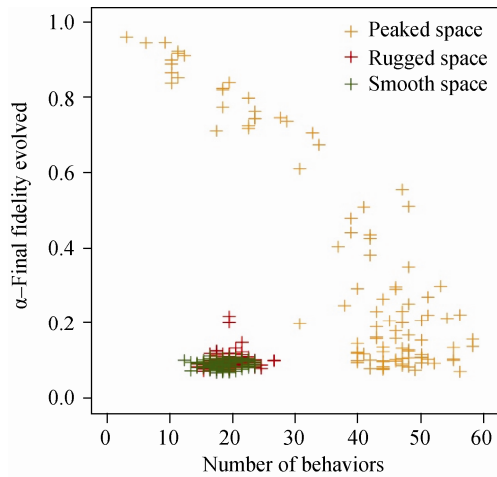 1.0
Peaked space
Rugged space
Smooth space
0.8
0.6
0.4
0.2
0.0
α–Final fidelity evolved
0 10 20 30 40 50 60
Number of behaviors